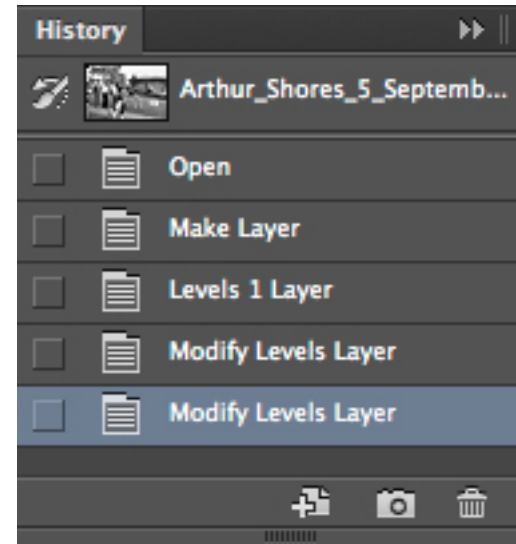 History
Arthur_Shores_5_Septemb...
Open
Make Layer
Levels 1 Layer
Modify Levels Layer
Modify Levels Layer